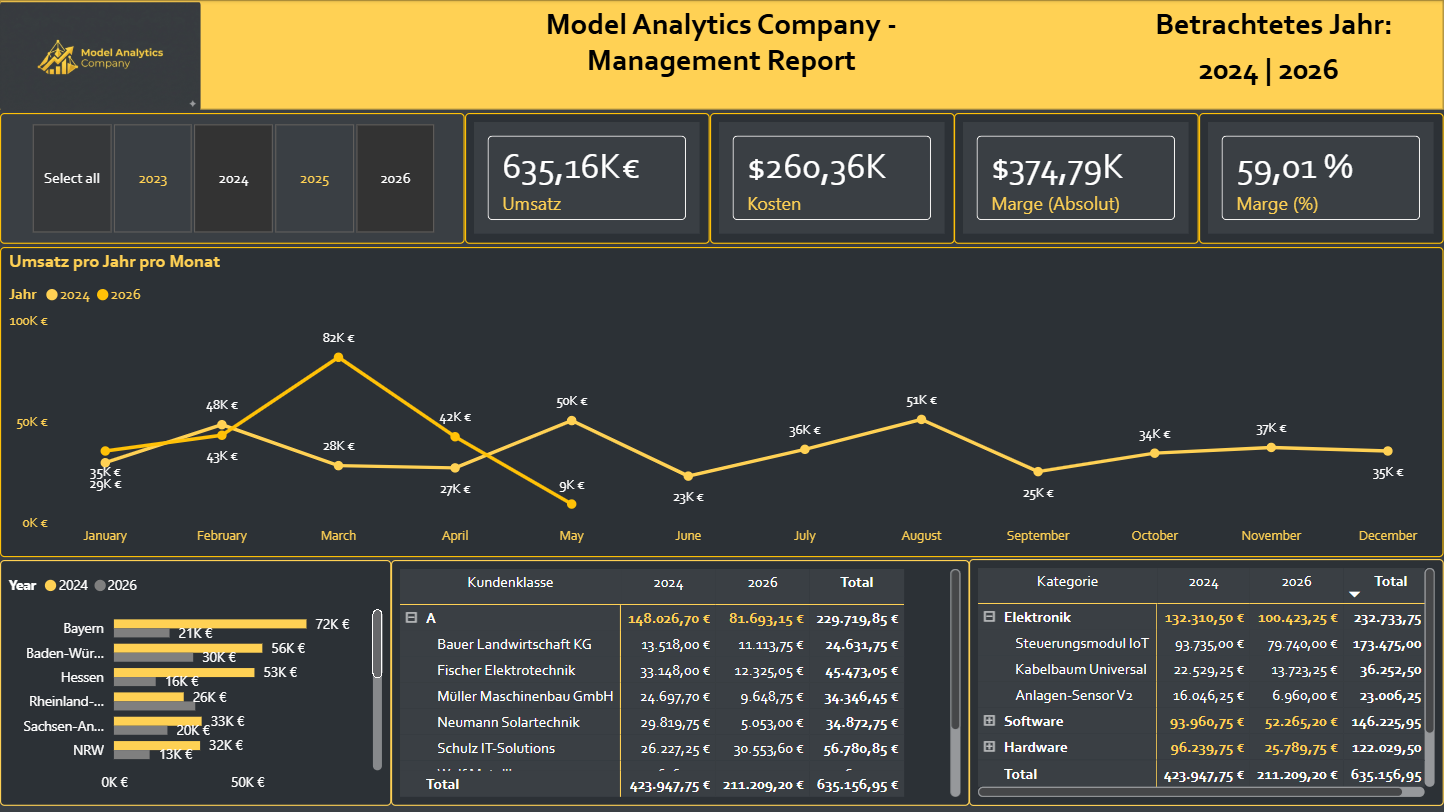 Model Analytics
Company
Model Analytics Company -
Management Report
Betrachtetes Jahr:
2024 | 2026
Select all
2023
2024
2025
2026
635,16K€
Umsatz
$260,36K
Kosten
$374,79K
Marge (Absolut)
59,01 %
Marge (%)
Umsatz pro Jahr pro Monat
Jahr 2024 2026
100K €
50K €
0K €
35K €
29K €
48K €
43K €
82K €
28K €
42K €
27K €
50K €
9K €
23K €
36K €
51K €
25K €
34K €
37K €
35K €
January February March April May June July August September October November December
Year 2024 2026
Bayern 72K € 21K €
Baden-Wür... 56K € 30K €
Hessen 53K € 16K €
Rheinland-... 26K €
Sachsen-An... 33K € 20K €
NRW 32K € 13K €
0K € 50K €
Kundenklasse 2024 2026 Total
A 148.026,70 € 81.693,15 € 229.719,85 €
Bauer Landwirtschaft KG 13.518,00 € 11.113,75 € 24.631,75 €
Fischer Elektrotechnik 33.148,00 € 12.325,05 € 45.473,05 €
Müller Maschinenbau GmbH 24.697,70 € 9.648,75 € 34.346,45 €
Neumann Solartechnik 29.819,75 € 5.053,00 € 34.872,75 €
Schulz IT-Solutions 26.227,25 € 30.553,60 € 56.780,85 €
Total 423.947,75 € 211.209,20 € 635.156,95 €
Kategorie 2024 2026 Total
Elektronik 132.310,50 € 100.423,25 € 232.733,75
Steuerungsmodul IoT 93.735,00 € 79.740,00 € 173.475,00
Kabelbaum Universal 22.529,25 € 13.723,25 € 36.252,50
Anlagen-Sensor V2 16.046,25 € 6.960,00 € 23.006,25
Software 93.960,75 € 52.265,20 € 146.225,95
Hardware 96.239,75 € 25.789,75 € 122.029,50
Total 423.947,75 € 211.209,20 € 635.156,95